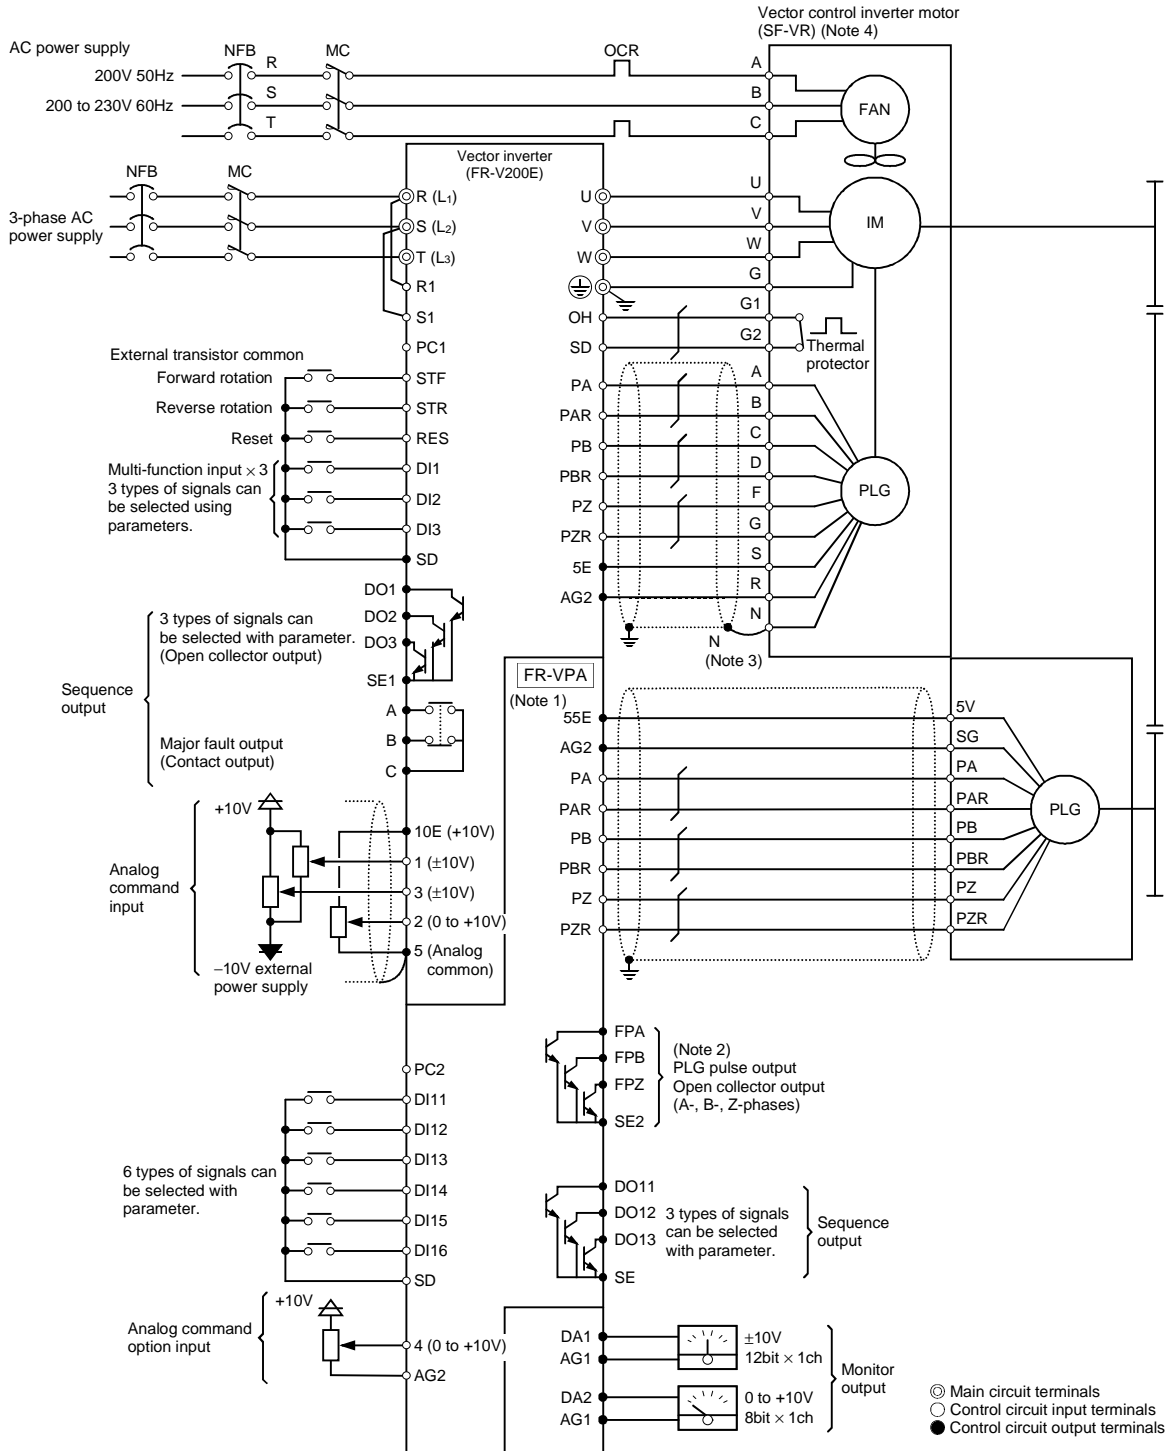 Vector control inverter motor
(SF-VR) (Note 4)
AC power supply
NFB
MC
OCR
200V 50Hz
R
A
200 to 230V 60Hz
S
B
FAN
T
C
Vector inverter
(FR-V200E)
NFB
MC
3-phase AC
power supply
R (L1)
U
U
S (L2)
V
V
IM
T (L3)
W
W
R1
G
S1
OH
G1
PC1
SD
G2
Thermal
protector
External transistor common
Forward rotation
STF
Reverse rotation
STR
Reset
RES
Multi-function input × 3
3 types of signals can
be selected using
parameters.
DI1
DI2
DI3
SD
PA
A
PAR
B
PB
C
PBR
D
PZ
F
PZR
G
5E
S
AG2
R
N
PLG
N
(Note 3)
Sequence
output
3 types of signals can
be selected with parameter.
(Open collector output)
DO1
DO2
DO3
SE1
Major fault output
(Contact output)
A
B
C
FR-VPA
(Note 1)
55E
5V
AG2
SG
PA
PA
PAR
PAR
PB
PB
PBR
PBR
PZ
PZ
PZR
PZR
PLG
Analog
command
input
+10V
10E (+10V)
1 (±10V)
3 (±10V)
2 (0 to +10V)
5 (Analog
common)
−10V external
power supply
FPA
FPB
FPZ
SE2
(Note 2)
PLG pulse output
Open collector output
(A-, B-, Z-phases)
PC2
DI11
DI12
DI13
DI14
DI15
DI16
SD
6 types of signals can
be selected with
parameter.
DO11
DO12
DO13
SE
3 types of signals
can be selected
with parameter.
Sequence
output
Analog command
option input
+10V
4 (0 to +10V)
AG2
DA1
AG1
±10V
12bit × 1ch
DA2
AG1
0 to +10V
8bit × 1ch
Monitor
output
Main circuit terminals
Control circuit input terminals
Control circuit output terminals